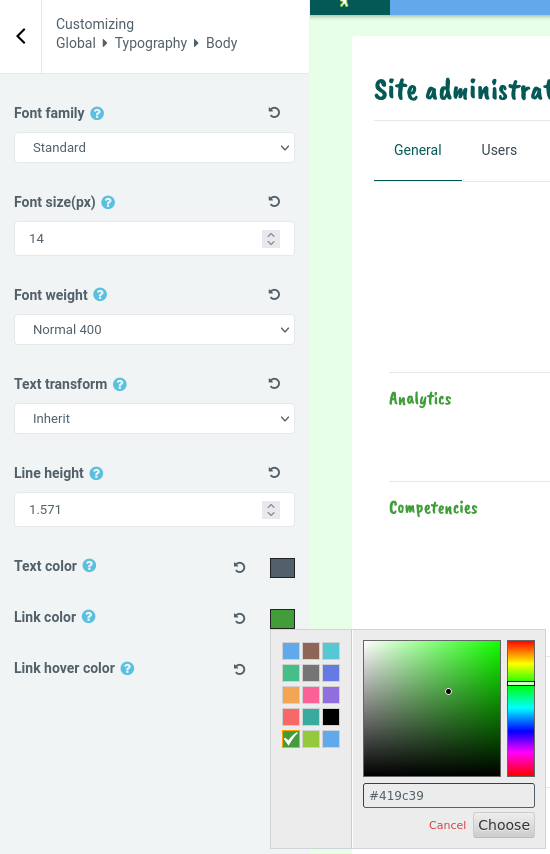 Customizing
Global Typography Body
Font family
Standard
Font size(px)
14
Font weight
Normal 400
Text transform
Inherit
Line height
1.571
Text color
Link color
Link hover color
Site administrat
General Users
Analytics
Competencies
#419c39
Cancel Choose